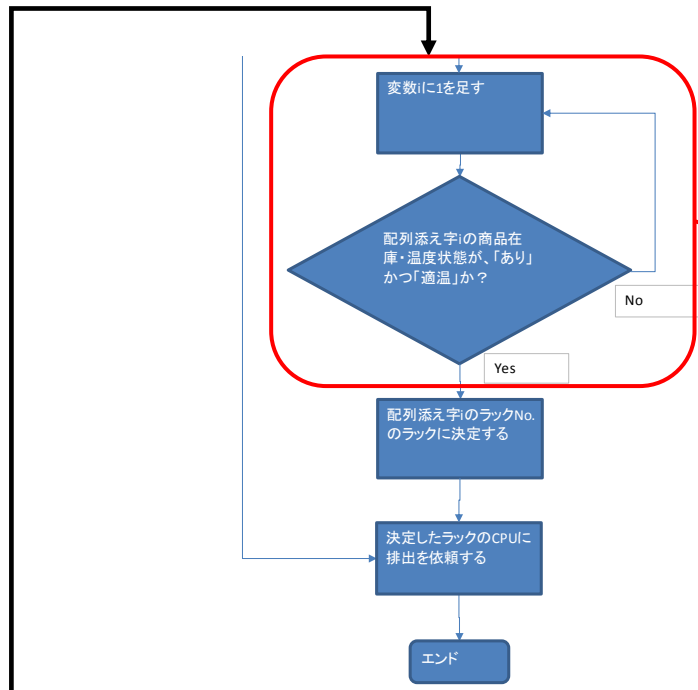 変数iに1を足す
配列添え字iの商品在
庫・温度状態が、「あり」
かつ「適温」か？
No
Yes
配列添え字iのラックNo.
のラックに決定する
決定したラックのCPUに
排出を依頼する
エンド